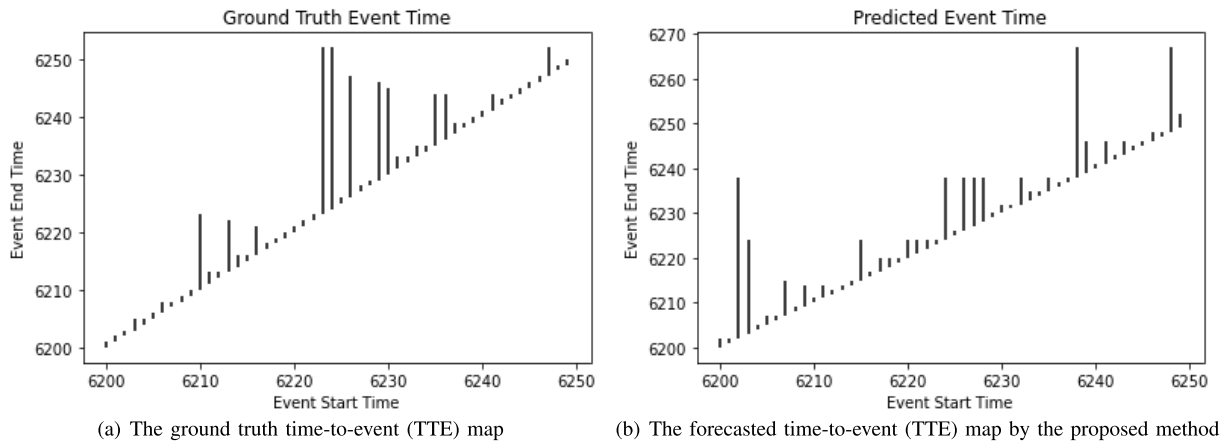 Ground Truth Event Time
Event End Time
6250
6240
6230
6220
6210
6200
6200 6210 6220 6230 6240 6250
Event Start Time
(a) The ground truth time-to-event (TTE) map
Predicted Event Time
Event End Time
6270
6260
6250
6240
6230
6220
6210
6200
6200 6210 6220 6230 6240 6250
Event Start Time
(b) The forecasted time-to-event (TTE) map by the proposed method